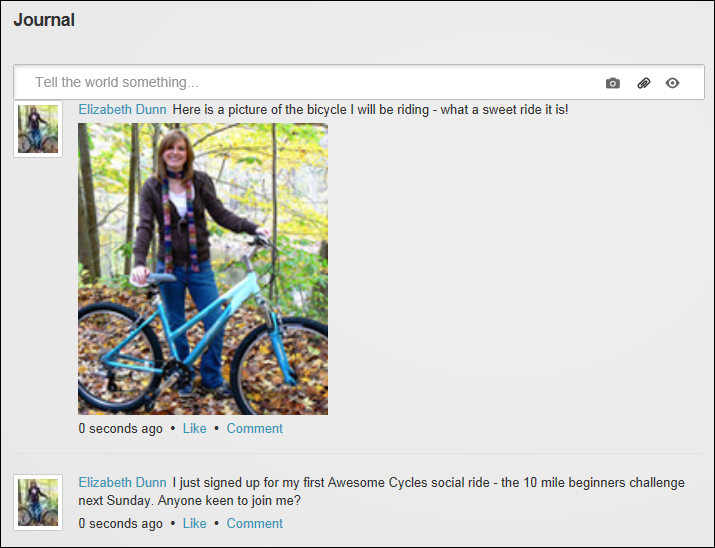 Journal
Tell the world something...
Elizabeth Dunn Here is a picture of the bicycle I will be riding - what a sweet ride it is!
0 seconds ago • Like • Comment
Elizabeth Dunn I just signed up for my first Awesome Cycles social ride - the 10 mile beginners challenge
next Sunday. Anyone keen to join me?
0 seconds ago • Like • Comment